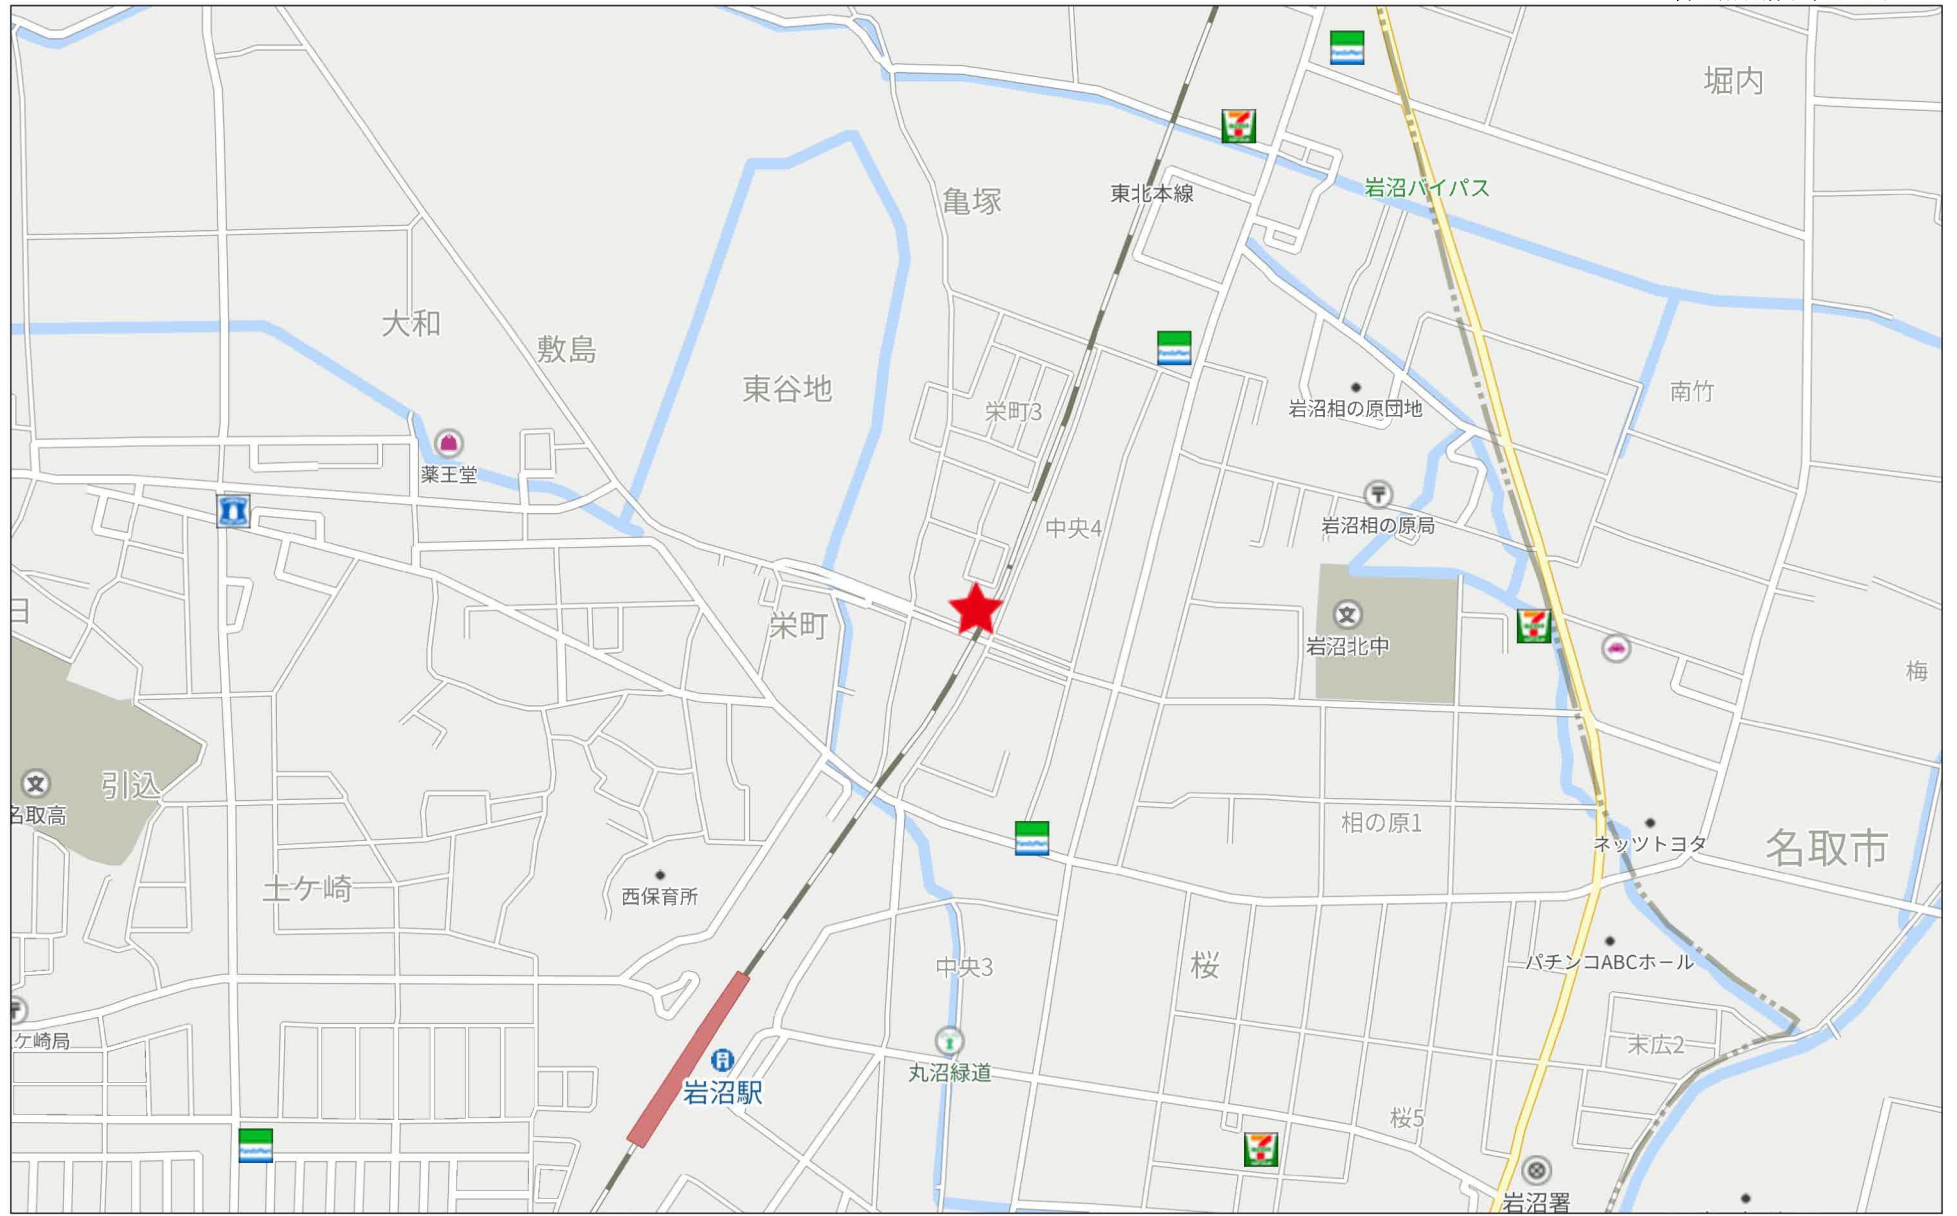 堀内
岩沼バイパス
東北本線
亀塚
大和
敷島
東谷地
栄町3
岩沼相の原団地
南竹
薬王堂
岩沼相の原局
中央4
日
栄町
岩沼北中
梅
引込
名取高
相の原1
ネッツトヨタ
名取市
土ケ崎
西保育所
中央3
桜
パチンコABCホール
ケ崎局
末広2
丸沼緑道
岩沼駅
桜5
岩沼署
FamilyMart
FamilyMart
FamilyMart
FamilyMart